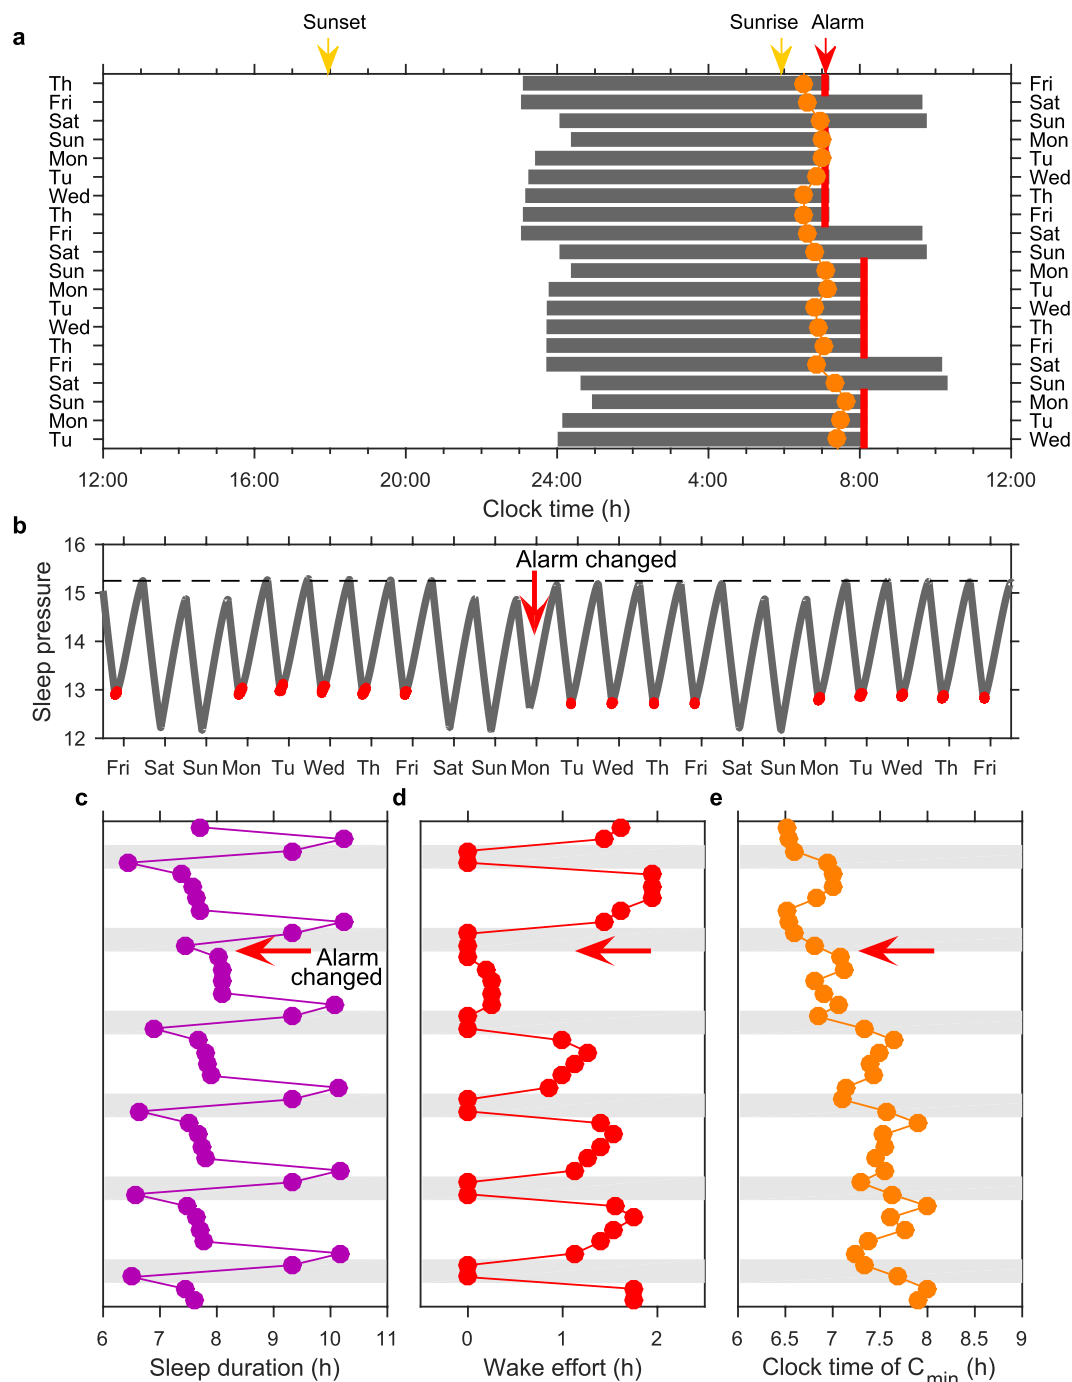 Sunset
Sunrise Alarm
a
Th Fri
Fri Sat
Sat Sun
Sun Mon
Mon Tu
Tu Wed
Wed Th
Th Fri
Fri Sat
Sat Sun
Sun Mon
Mon Tu
Tu Wed
Wed Th
Th Fri
Fri Sat
Sat Sun
Sun Mon
Mon Tu
Tu Wed
12:00 16:00 20:00 24:00 4:00 8:00 12:00
Clock time (h)
b
Sleep pressure
16
15
14
13
12
Alarm changed
Fri Sat Sun Mon Tu Wed Th Fri Sat Sun Mon Tu Wed Th Fri Sat Sun Mon Tu Wed Th Fri
c
Alarm
changed
6 7 8 9 10 11
Sleep duration (h)
d
0 1 2
Wake effort (h)
e
6 6.5 7 7.5 8 8.5 9
Clock time of Cmin (h)